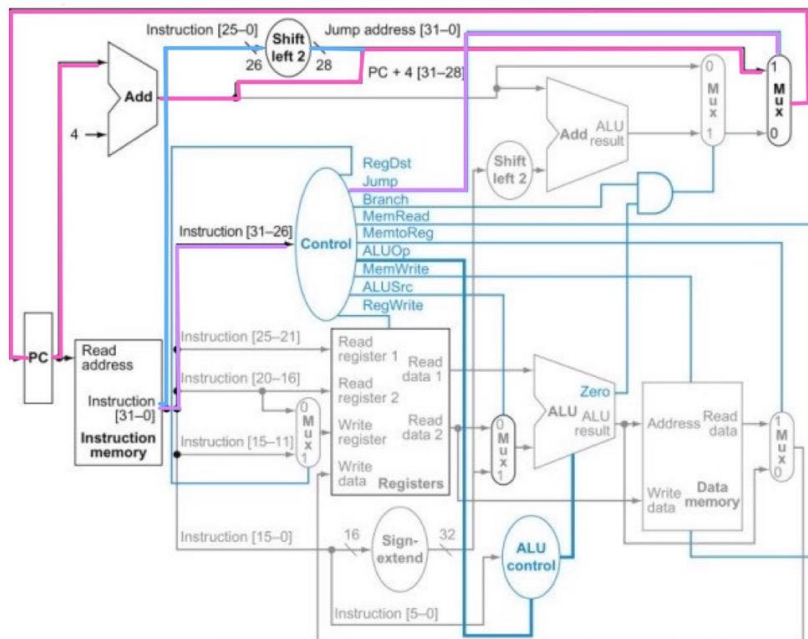 Instruction [25–0]
Shift left 2
Jump address [31–0]
26
28
PC + 4 [31–28]
Add
4
0
Mux
1
1
Mux
0
Add
ALU result
Shift left 2
RegDst
Jump
Branch
MemRead
MemtoReg
ALUOp
MemWrite
ALUSrc
RegWrite
Instruction [31–26]
Control
PC
Read address
Instruction [31–0]
Instruction memory
Instruction [25–21]
Instruction [20–16]
Instruction [15–11]
0
Mux
1
Read register 1
Read register 2
Write register
Write data
Read data 1
Read data 2
Registers
0
Mux
1
Zero
ALU
ALU result
Address
Read data
Write data
Data memory
1
Mux
0
Instruction [15–0]
16
Sign-extend
32
ALU control
Instruction [5–0]